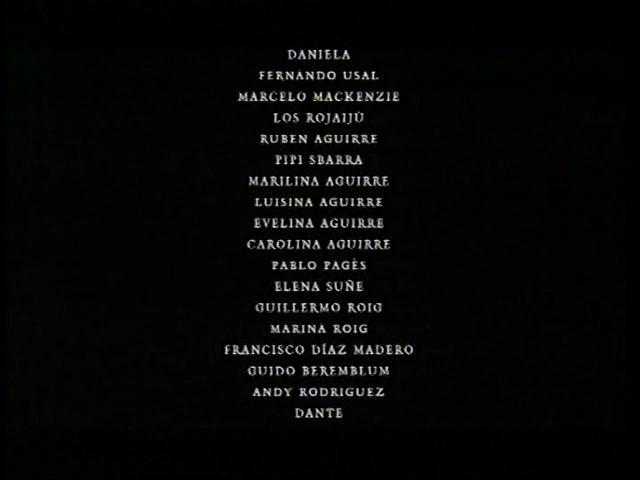 DANIELA
FERNANDO USAL
MARCELO MACKENZIE
LOS ROJAIJÚ
RUBEN AGUIRRE
PIPI SBARRA
MARILINA AGUIRRE
LUISINA AGUIRRE
EVELINA AGUIRRE
CAROLINA AGUIRRE
PABLO PAGÈS
ELENA SUÑE
GUILLERMO ROIG
MARINA ROIG
FRANCISCO DÍAZ MADERO
GUIDO BEREMBLUM
ANDY RODRIGUEZ
DANTE